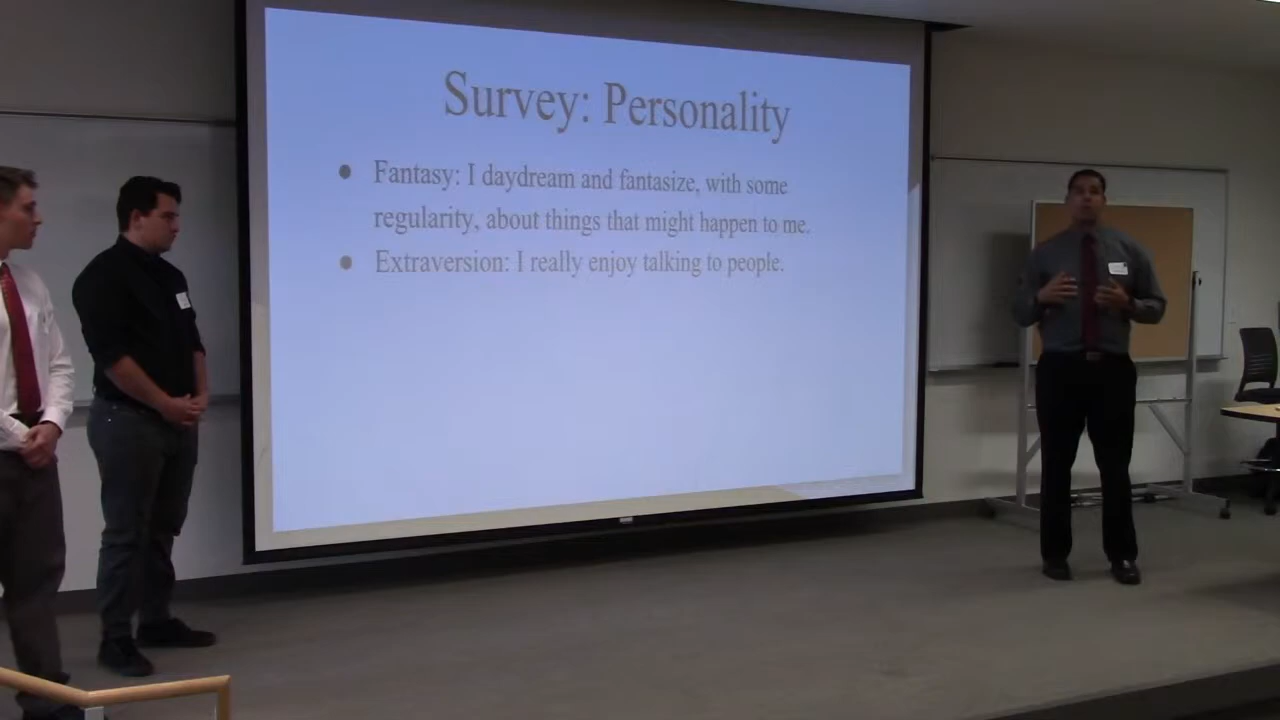 Survey: Personality
• Fantasy: I daydream and fantasize, with some
regularity, about things that might happen to me.
• Extraversion: I really enjoy talking to people.